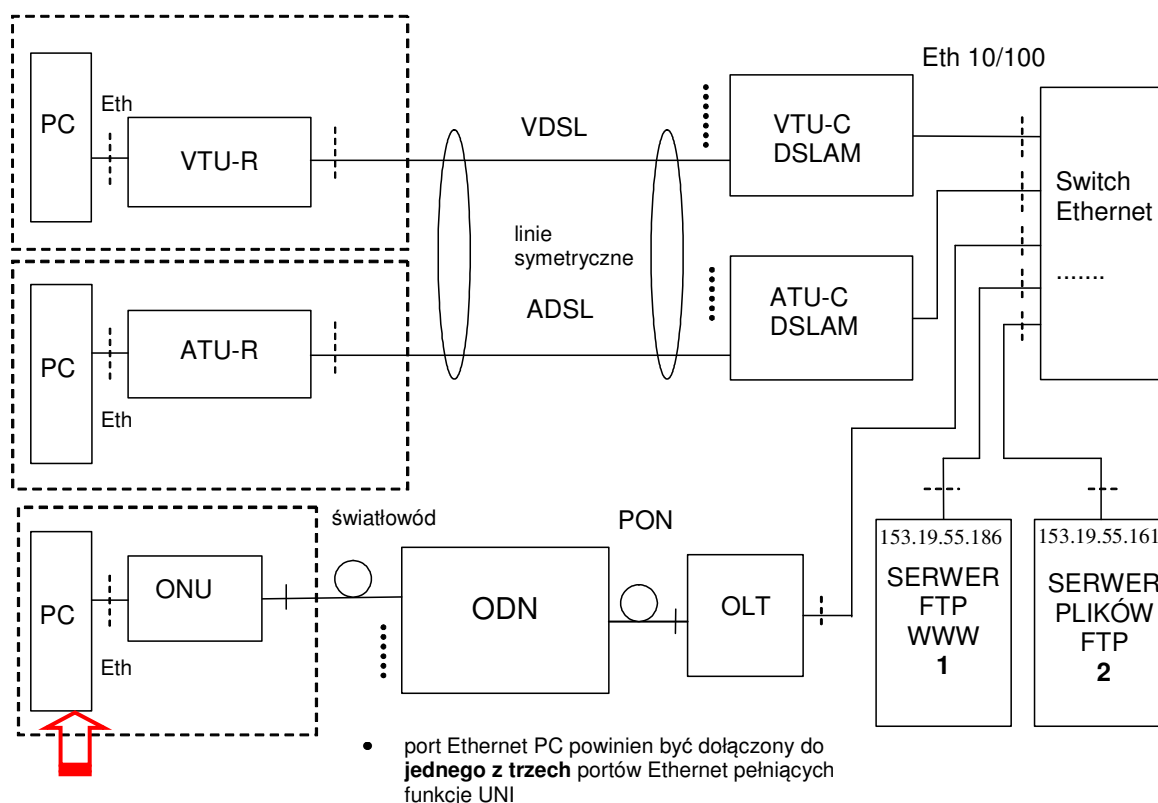 Eth 10/100
PC
Eth
VTU-R
VDSL
VTU-C
DSLAM
Switch
Ethernet
.......
linie
symetryczne
PC
ATU-R
Eth
ADSL
ATU-C
DSLAM
światłowód
PON
PC
ONU
Eth
ODN
OLT
153.19.55.186
SERWER
FTP
WWW
1
153.19.55.161
SERWER
PLIKÓW
FTP
2
• port Ethernet PC powinien być dołączony do
jednego z trzech portów Ethernet pełniących
funkcje UNI